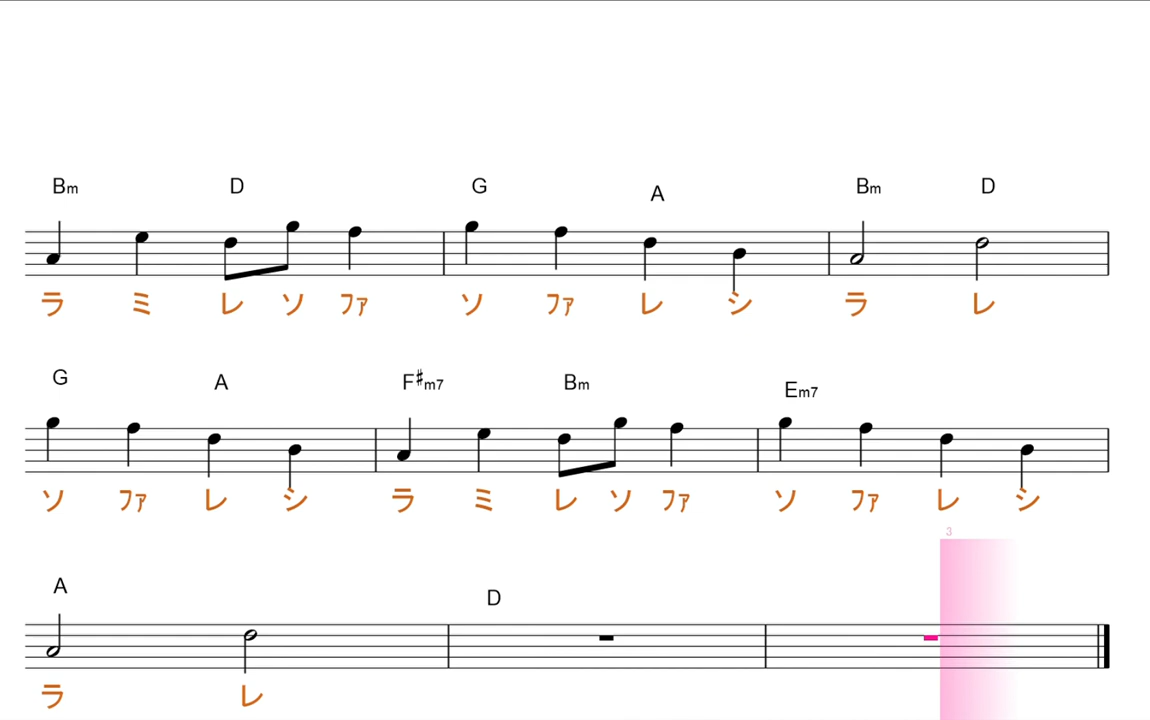 Bm D G A Bm D
ラ ミ レ ソ ファ ソ ファ レ シ ラ レ
G A F♯m7 Bm Em7
ソ ファ レ シ ラ ミ レ ソ ファ ソ ファ レ シ
3
A D
ラ レ